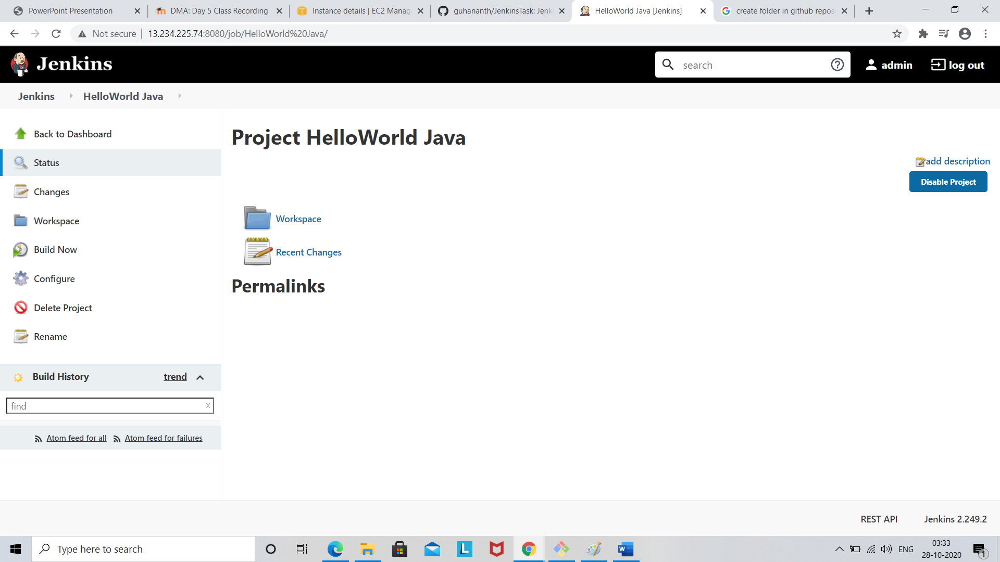 PowerPoint Presentation
DMA: Day 5 Class Recording
Instance details | EC2 Manag
guhananth/JenkinsTask: Jenk
HelloWorld Java [Jenkins]
create folder in github repos
Not secure | 13.234.225.74:8080/job/HelloWorld%20Java/
Jenkins
search
admin
log out
Jenkins
HelloWorld Java
Back to Dashboard
Status
Changes
Workspace
Build Now
Configure
Delete Project
Rename
Build History
trend
find
x
Atom feed for all
Atom feed for failures
Project HelloWorld Java
add description
Disable Project
Workspace
Recent Changes
Permalinks
REST API
Jenkins 2.249.2
Type here to search
L
W
ENG
03:33
28-10-2020
1